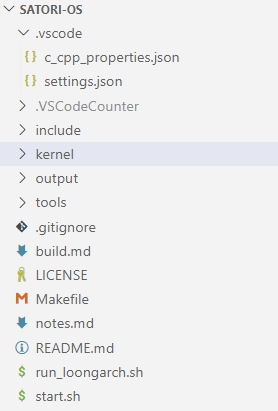 SATORI-OS
.vscode
c_cpp_properties.json
settings.json
.VSCodeCounter
include
kernel
output
tools
.gitignore
build.md
LICENSE
Makefile
notes.md
README.md
run_loongarch.sh
start.sh